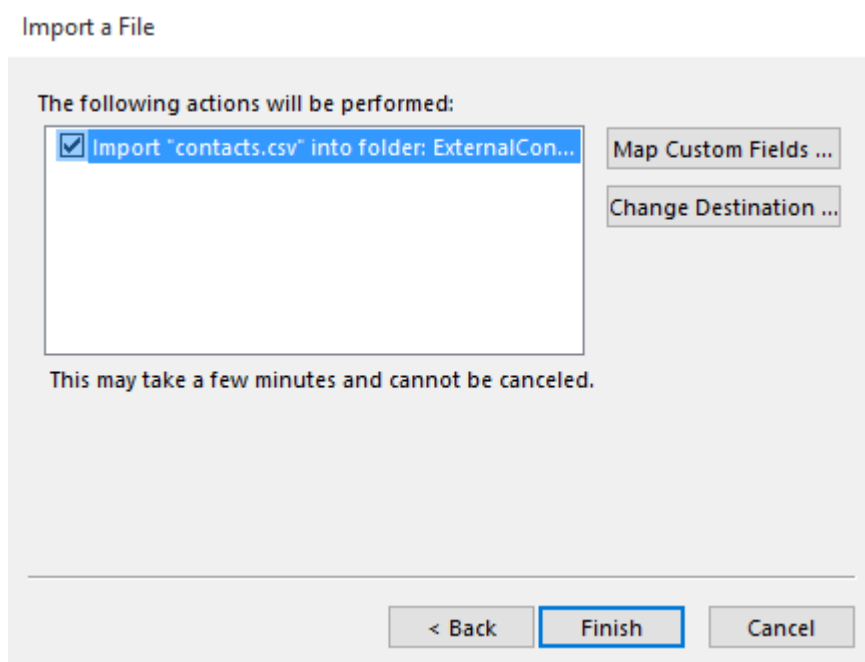 Import a File
The following actions will be performed:
Import "contacts.csv" into folder: ExternalCon...
Map Custom Fields ...
Change Destination ...
This may take a few minutes and cannot be canceled.
< Back
Finish
Cancel